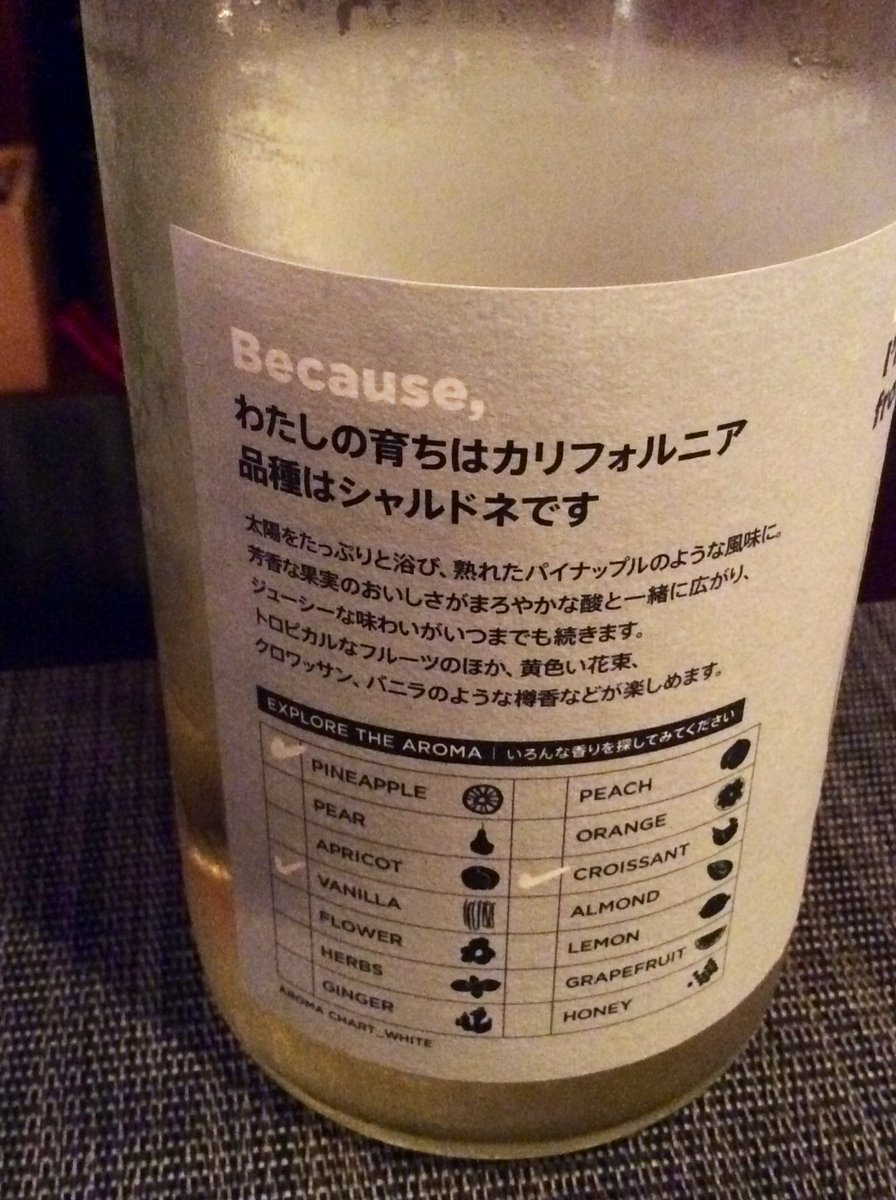 Because,
わたしの育ちはカリフォルニア
品種はシャルドネです
太陽をたっぷりと浴び、熟れたパイナップルのような風味に。
芳香な果実のおいしさがまろやかな酸と一緒に広がり、
ジューシーな味わいがいつまでも続きます。
トロピカルなフルーツのほか、黄色い花束、
クロワッサン、バニラのような樽香などが楽しめます。
EXPLORE THE AROMA | いろんな香りを探してみてください
PINEAPPLE
PEAR
APRICOT
VANILLA
FLOWER
HERBS
GINGER
PEACH
ORANGE
CROISSANT
ALMOND
LEMON
GRAPEFRUIT
HONEY
AROMA CHART_WHITE